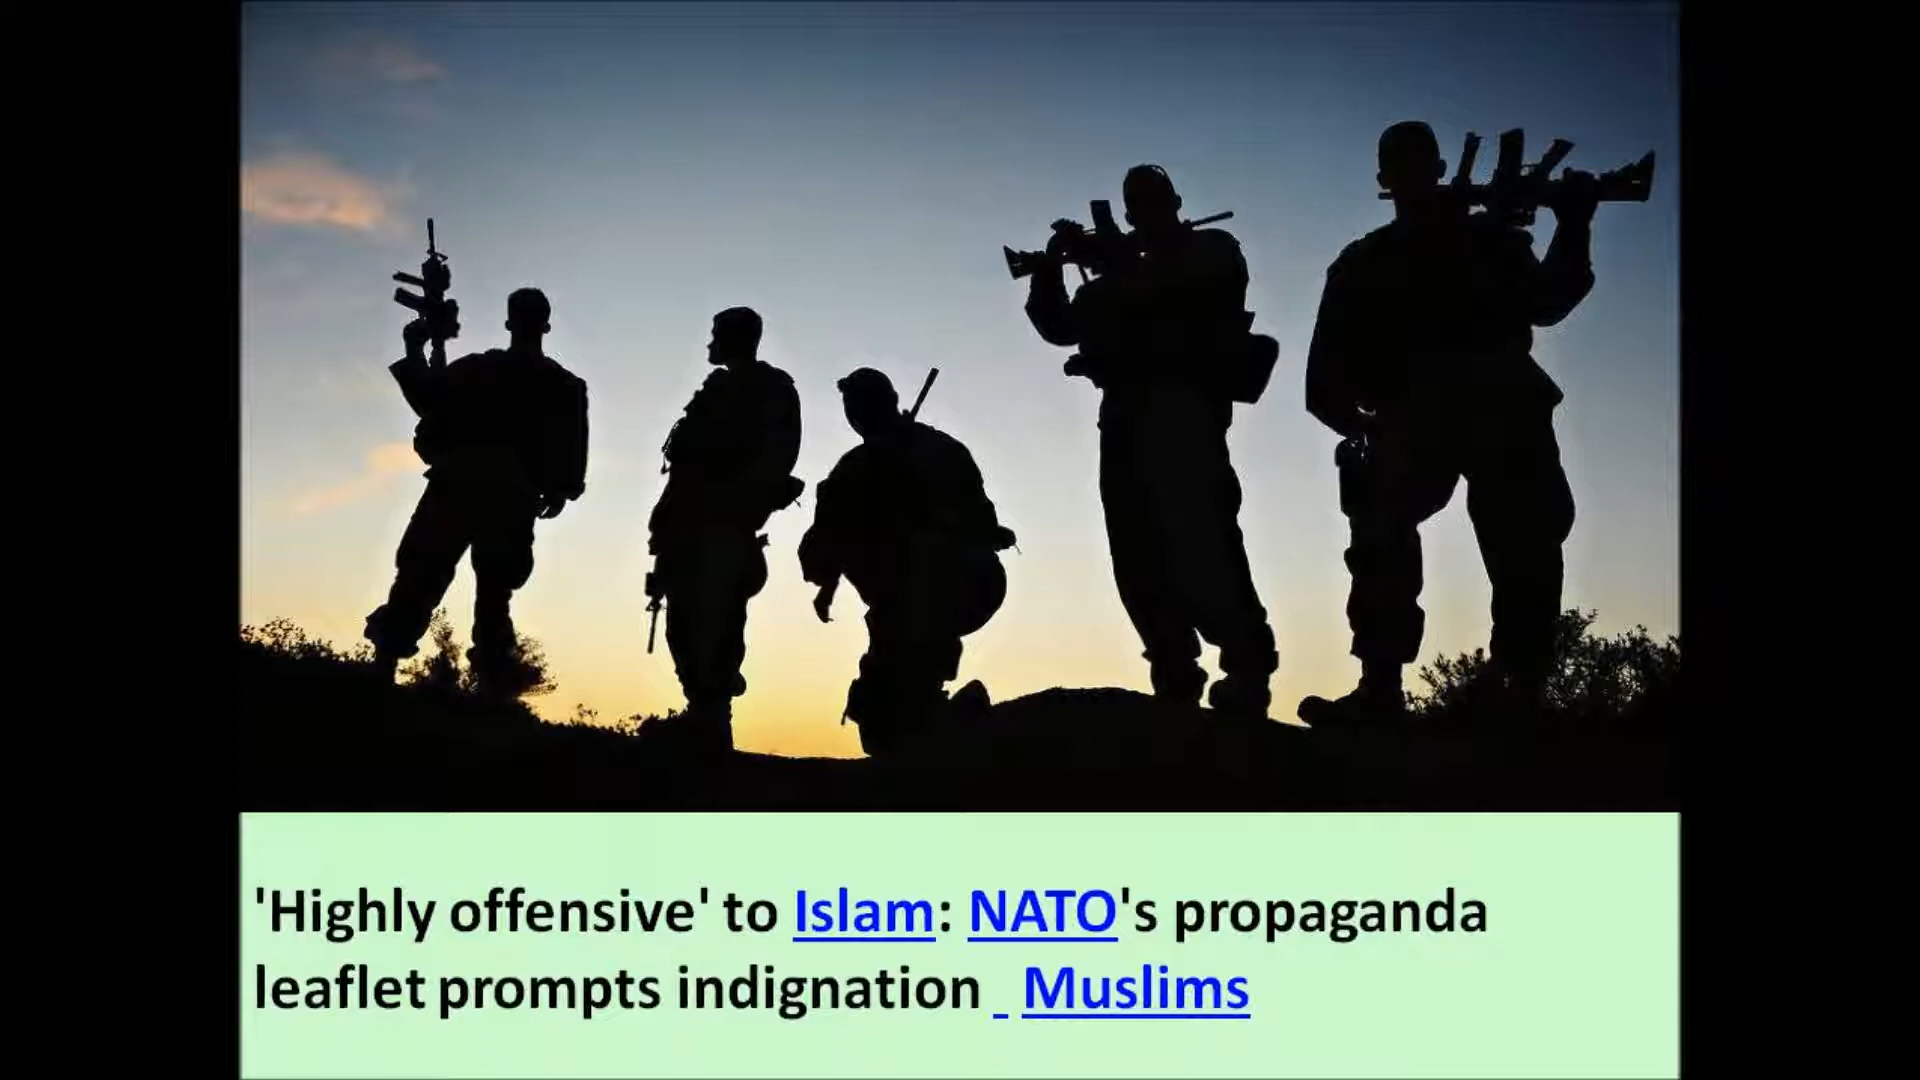 'Highly offensive' to Islam: NATO's propaganda
leaflet prompts indignation _ Muslims